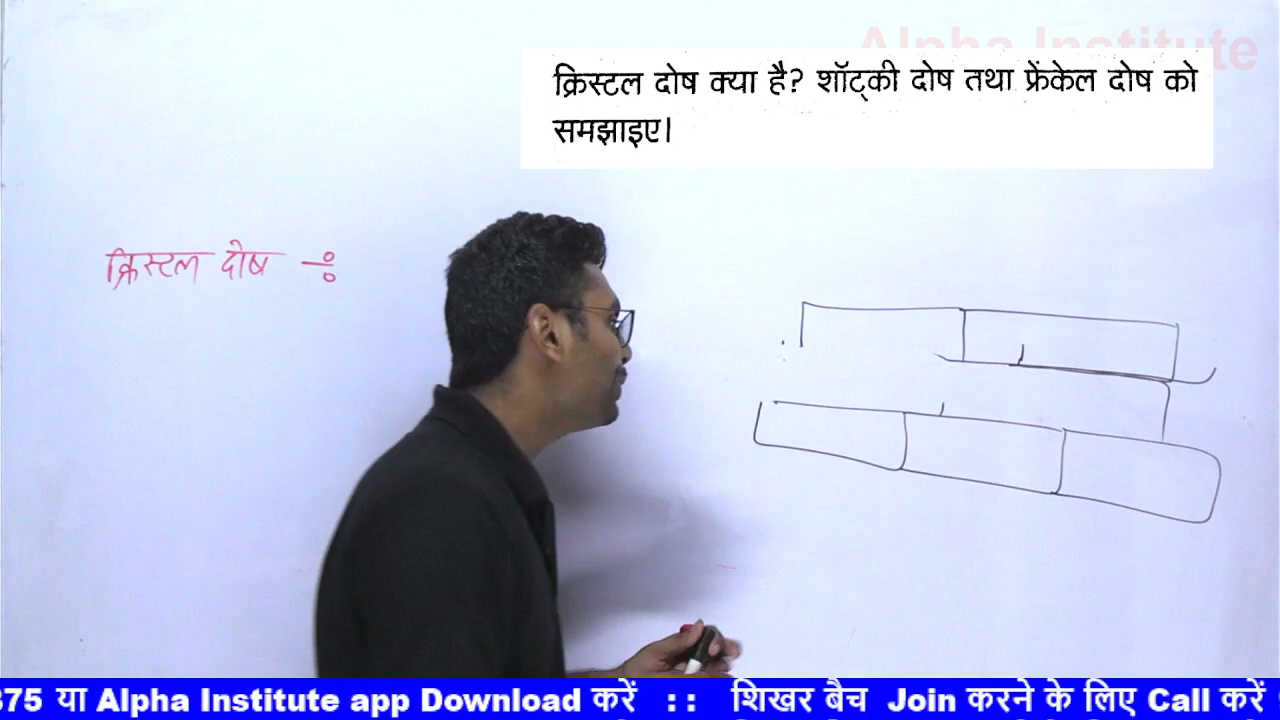 Alpha Institute
क्रिस्टल दोष क्या है? शॉट्की दोष तथा फ्रेंकेल दोष को
समझाइए।
क्रिस्टल दोष
375 या Alpha Institute app Download करें :: शिखर बैच Join करने के लिए Call करें